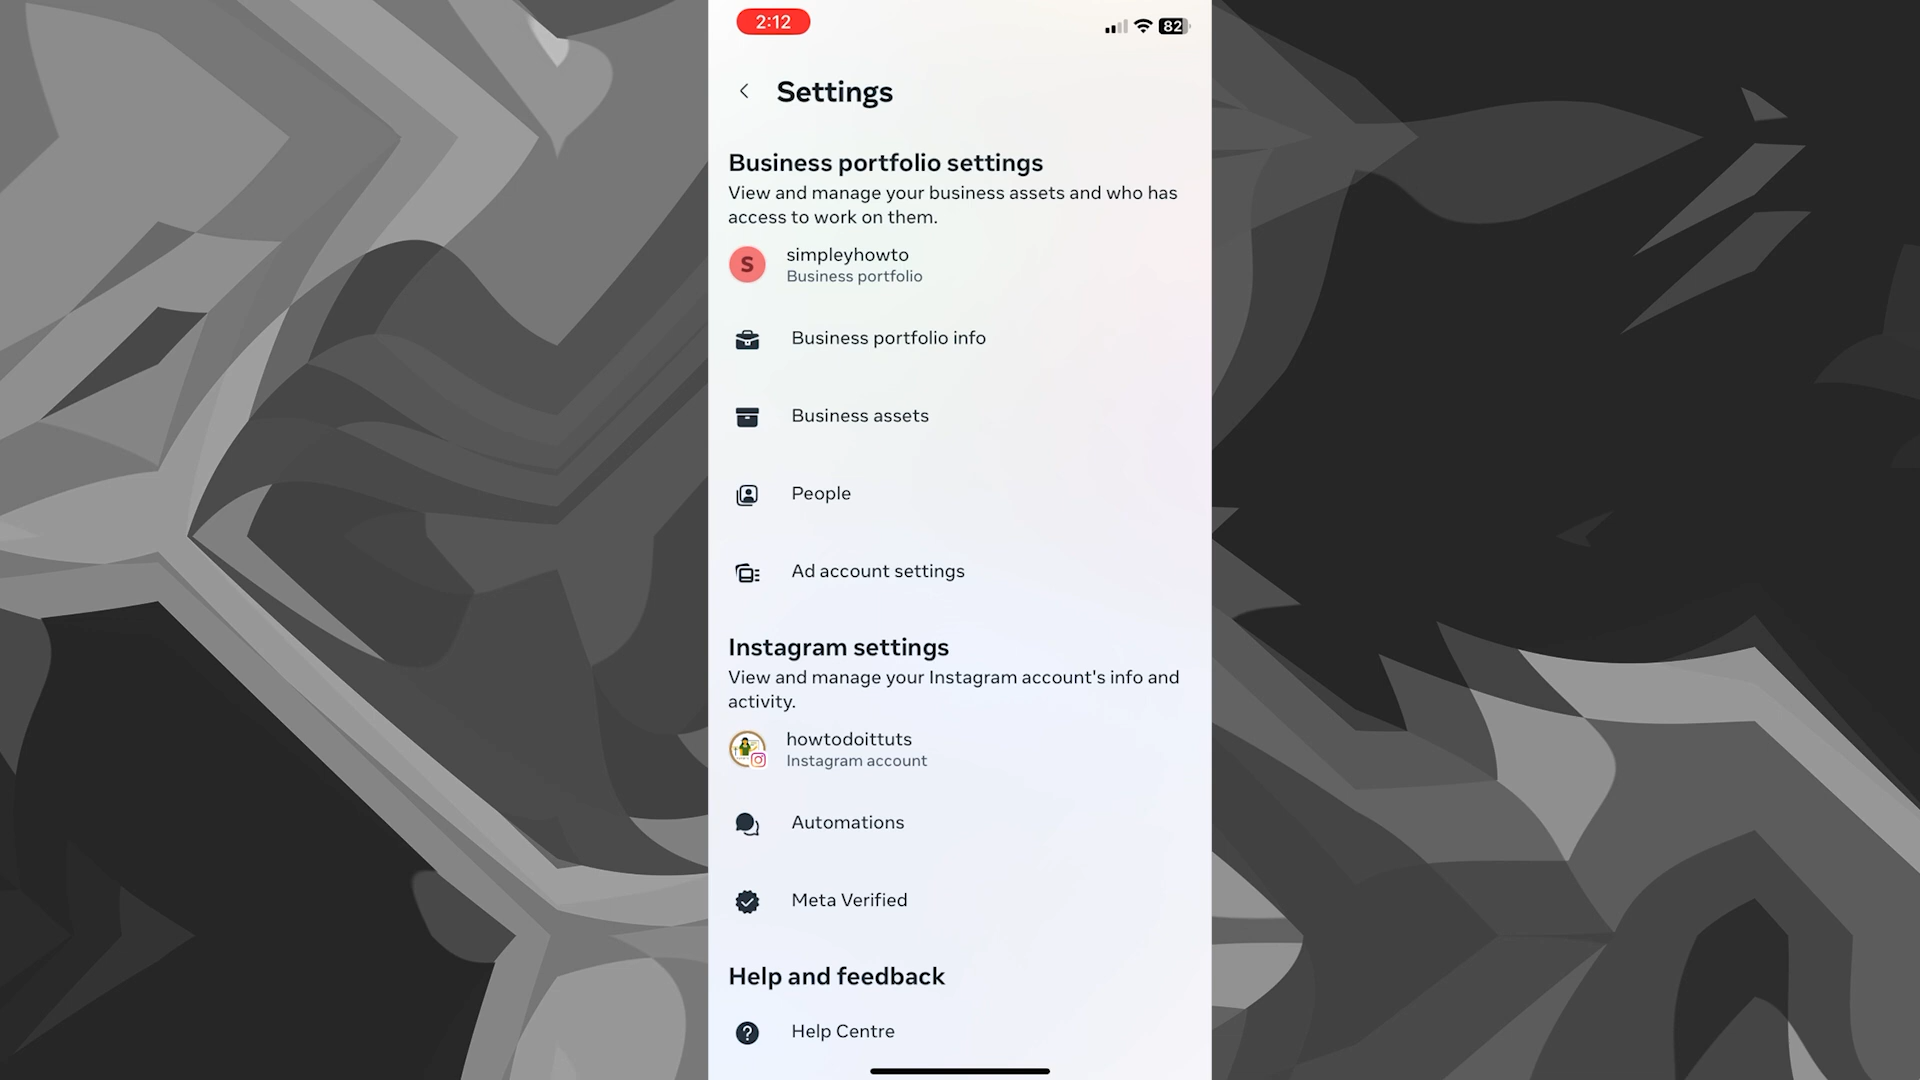 2:12
82
Settings
Business portfolio settings
View and manage your business assets and who has
access to work on them.
S
simpleyhowto
Business portfolio
Business portfolio info
Business assets
People
Ad account settings
Instagram settings
View and manage your Instagram account's info and
activity.
howtodoittuts
Instagram account
Automations
Meta Verified
Help and feedback
Help Centre